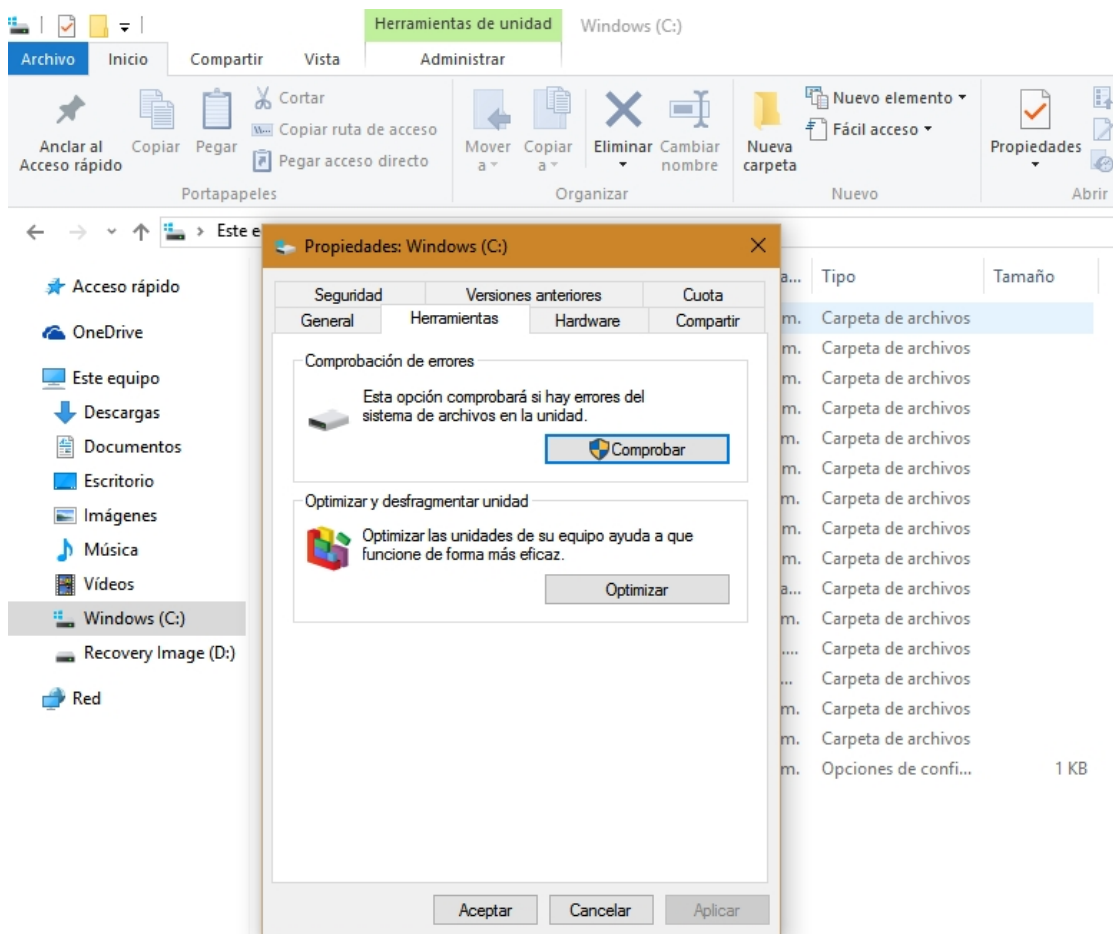 Herramientas de unidad
Windows (C:)
Archivo
Inicio
Compartir
Vista
Administrar
Anclar al
Acceso rápido
Copiar
Pegar
Cortar
Copiar ruta de acceso
Pegar acceso directo
Portapapeles
Mover
a
Copiar
a
Eliminar
Cambiar
nombre
Organizar
Nueva
carpeta
Nuevo elemento
Fácil acceso
Nuevo
Propiedades
Abrir
Este e
Acceso rápido
OneDrive
Este equipo
Descargas
Documentos
Escritorio
Imágenes
Música
Vídeos
Windows (C:)
Recovery Image (D:)
Red
Propiedades: Windows (C:)
Seguridad
Versiones anteriores
Cuota
General
Herramientas
Hardware
Compartir
Comprobación de errores
Esta opción comprobará si hay errores del
sistema de archivos en la unidad.
Comprobar
Optimizar y desfragmentar unidad
Optimizar las unidades de su equipo ayuda a que
funcione de forma más eficaz.
Optimizar
Aceptar
Cancelar
Aplicar
a... Tipo Tamaño
m. Carpeta de archivos
m. Carpeta de archivos
m. Carpeta de archivos
m. Carpeta de archivos
m. Carpeta de archivos
m. Carpeta de archivos
m. Carpeta de archivos
m. Carpeta de archivos
m. Carpeta de archivos
a... Carpeta de archivos
m. Carpeta de archivos
.... Carpeta de archivos
... Carpeta de archivos
m. Carpeta de archivos
m. Carpeta de archivos
m. Opciones de confi... 1 KB